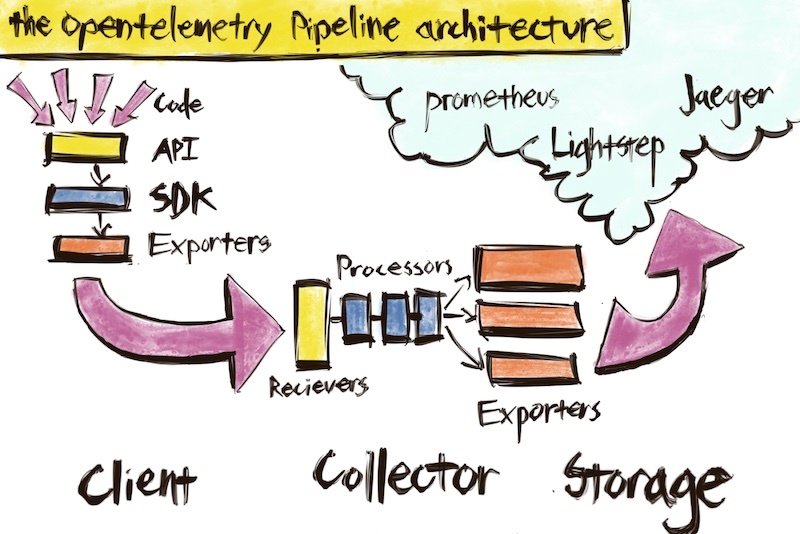 the opentelemetry Pipeline architecture
Code
API
SDK
Exporters
prometheus
Jaeger
Lightstep
Processors
Recievers
Exporters
Client
Collector
Storage